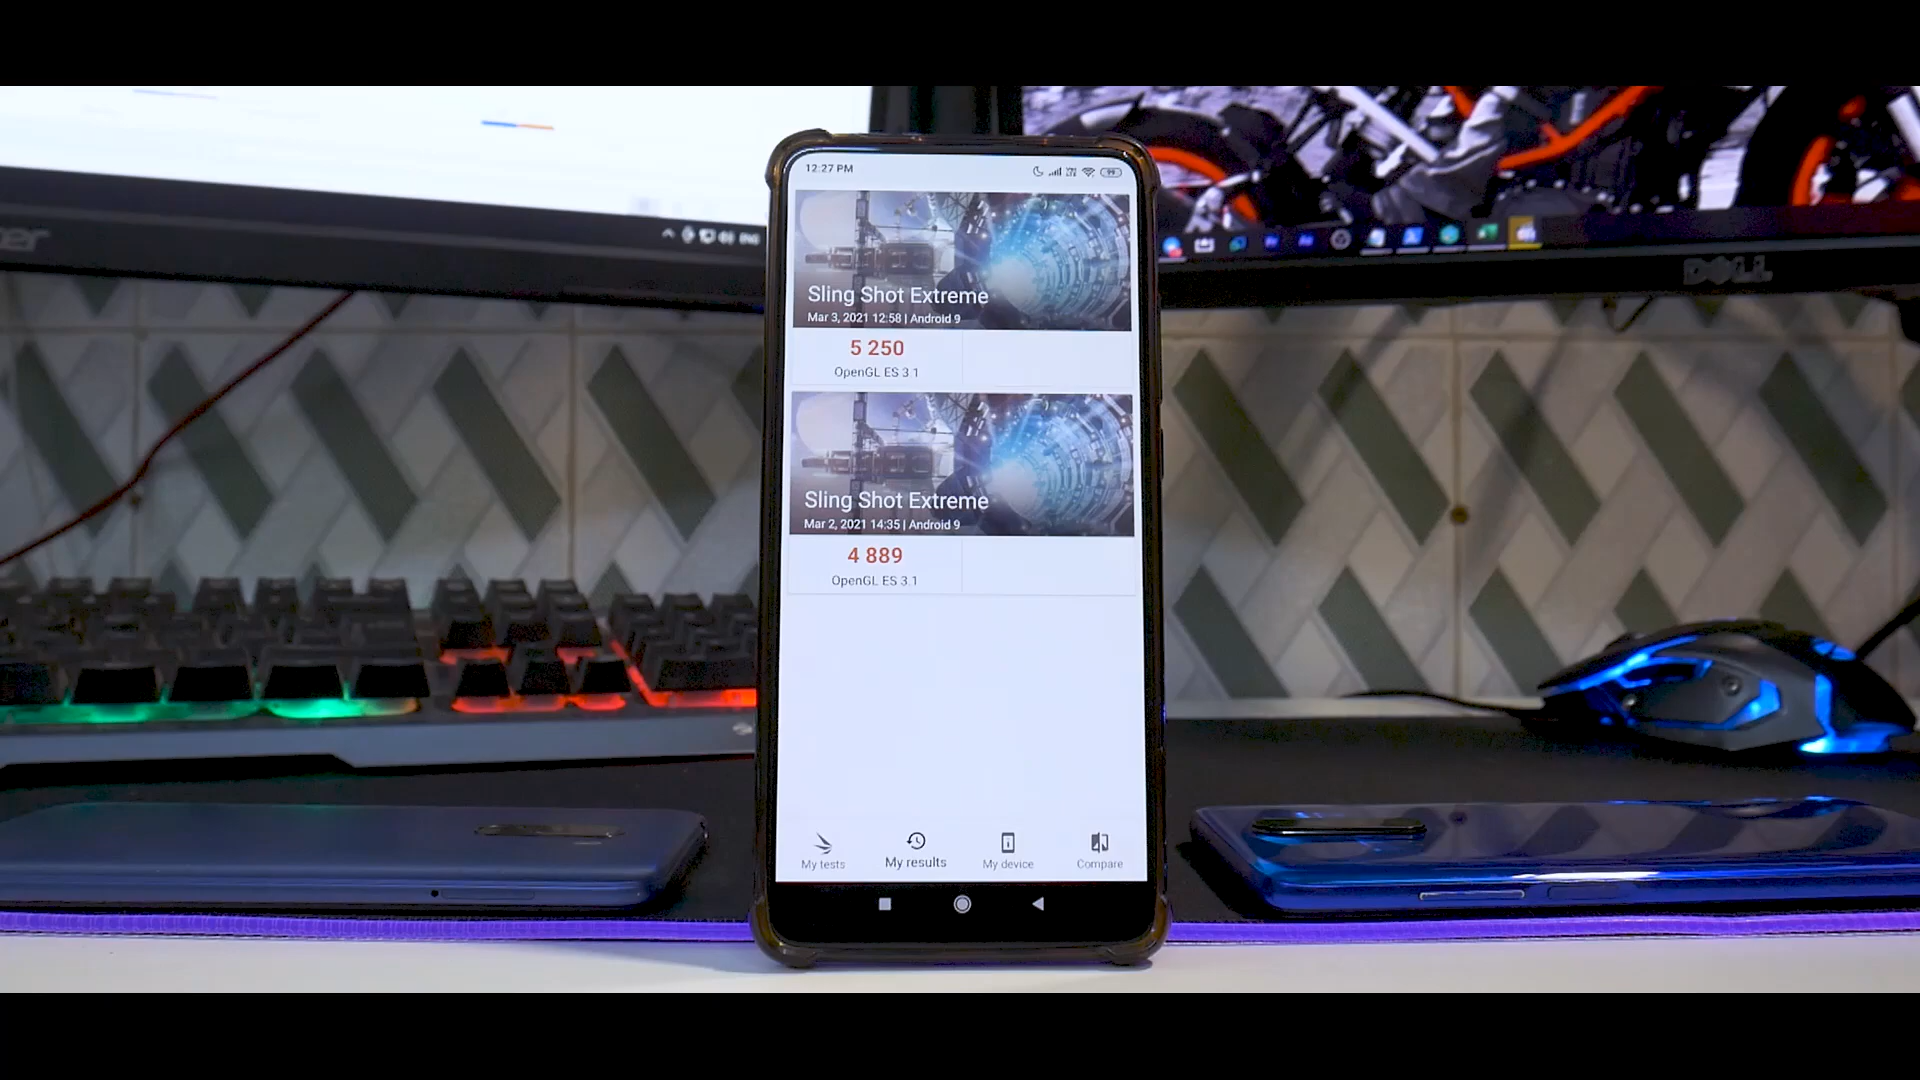 12:27 PM
99
Sling Shot Extreme
Mar 3, 2021 12:58 | Android 9
5 250
OpenGL ES 3.1
Sling Shot Extreme
Mar 2, 2021 14:35 | Android 9
4 889
OpenGL ES 3.1
My tests
My results
My device
Compare
ENG
DELL